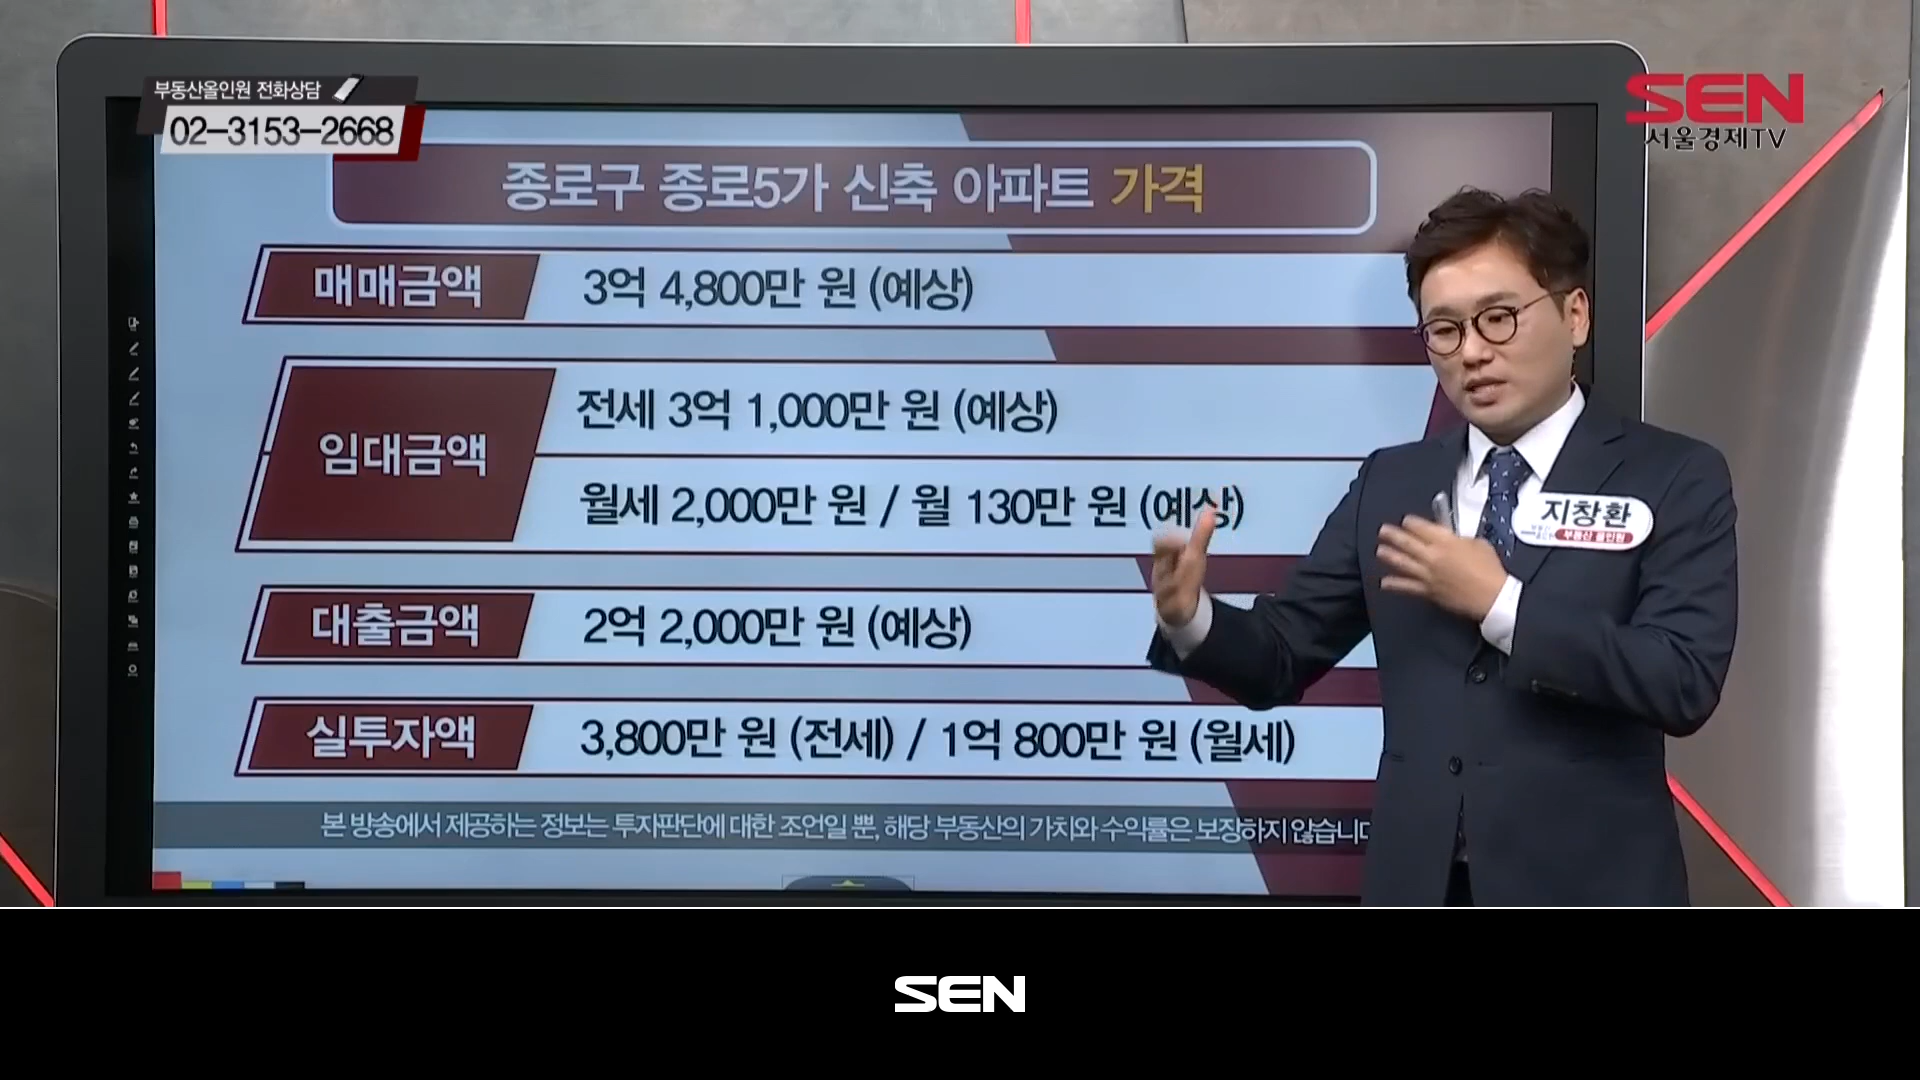 부동산올인원 전화상담
02-3153-2668
SEN
서울경제TV
종로구 종로5가 신축 아파트 가격
매매금액
3억 4,800만 원 (예상)
임대금액
전세 3억 1,000만 원 (예상)
월세 2,000만 원 / 월 130만 원 (예상)
지창환
부동산 올인원
대출금액
2억 2,000만 원 (예상)
실투자액
3,800만 원 (전세) / 1억 800만 원 (월세)
본 방송에서 제공하는 정보는 투자판단에 대한 조언일 뿐, 해당 부동산의 가치와 수익률은 보장하지 않습니다
SEN